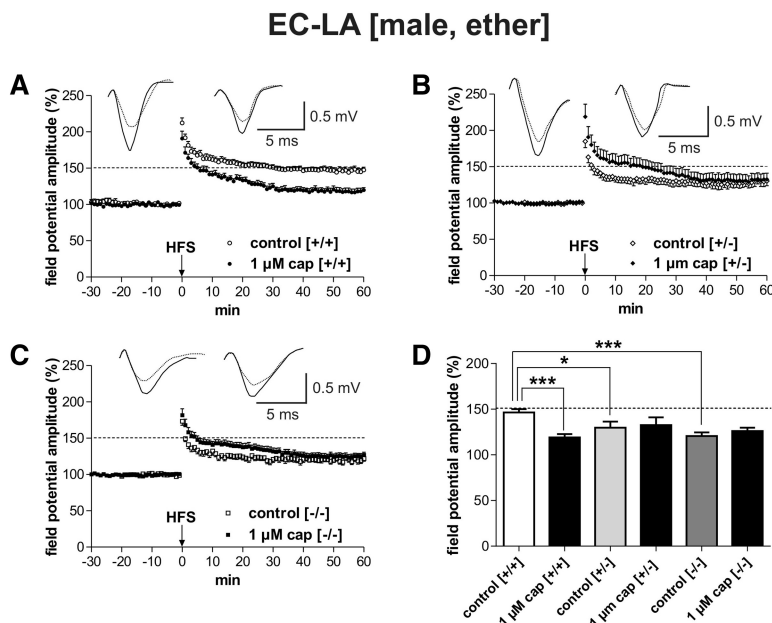 EC-LA [male, ether]
A
field potential amplitude (%)
250
200
150
100
50
0
-30 -20 -10 0 10 20 30 40 50 60
min
0.5 mV
5 ms
HFS
control [+/+]
1 µM cap [+/+]
B
field potential amplitude (%)
250
200
150
100
50
0
-30 -20 -10 0 10 20 30 40 50 60
min
0.5 mV
5 ms
HFS
control [+/-]
1 µm cap [+/-]
C
field potential amplitude (%)
250
200
150
100
50
0
-30 -20 -10 0 10 20 30 40 50 60
min
0.5 mV
5 ms
HFS
control [-/-]
1 µM cap [-/-]
D
field potential amplitude (%)
200
150
100
50
0
***
*
***
control [+/+]
1 µM cap [+/+]
control [+/-]
1 µm cap [+/-]
control [-/-]
1 µM cap [-/-]